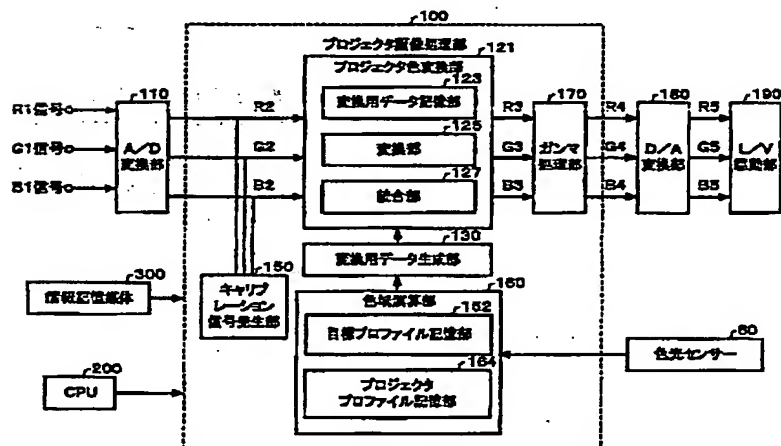 100
プロジェクタ画像処理部
121
プロジェクタ色変換部
123
変換用データ記憶部
125
変換部
127
統合部
110
A/D
変換部
R1信号
G1信号
B1信号
R2
G2
B2
R3
G3
B3
170
ガンマ
処理部
R4
G4
B4
180
D/A
変換部
R5
G5
B5
190
L/V
駆動部
130
変換用データ生成部
150
キャリブ
レーション
信号発生部
160
色域演算部
162
目標プロファイル記憶部
164
プロジェクタ
プロファイル記憶部
300
情報記憶媒体
200
CPU
60
色光センサー